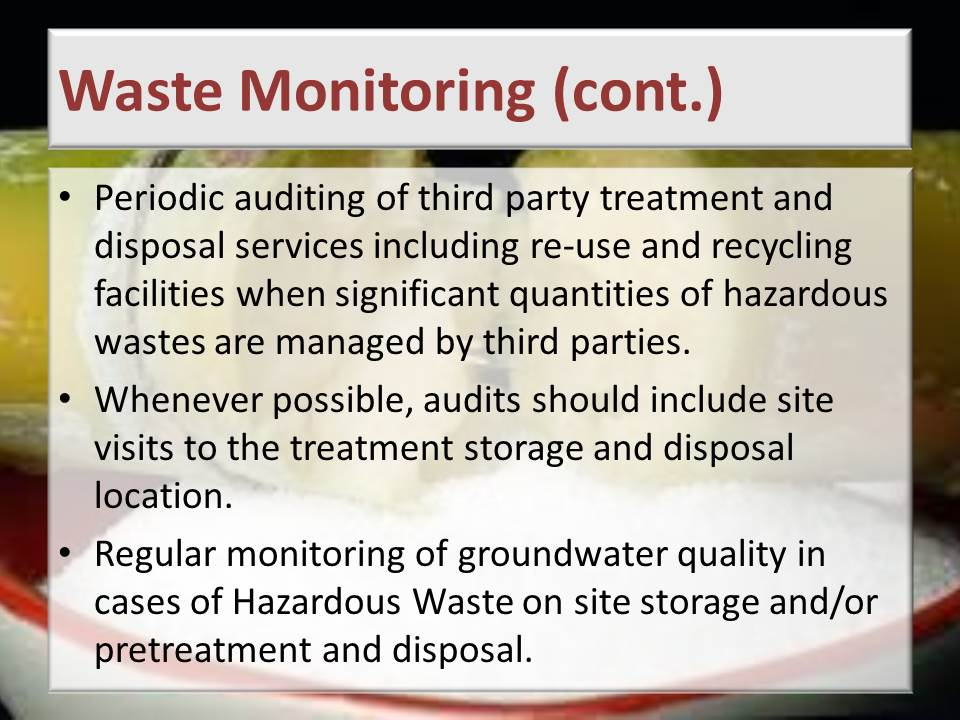 Waste Monitoring (cont.)
• Periodic auditing of third party treatment and
disposal services including re-use and recycling
facilities when significant quantities of hazardous
wastes are managed by third parties.
• Whenever possible, audits should include site
visits to the treatment storage and disposal
location.
• Regular monitoring of groundwater quality in
cases of Hazardous Waste on site storage and/or
pretreatment and disposal.